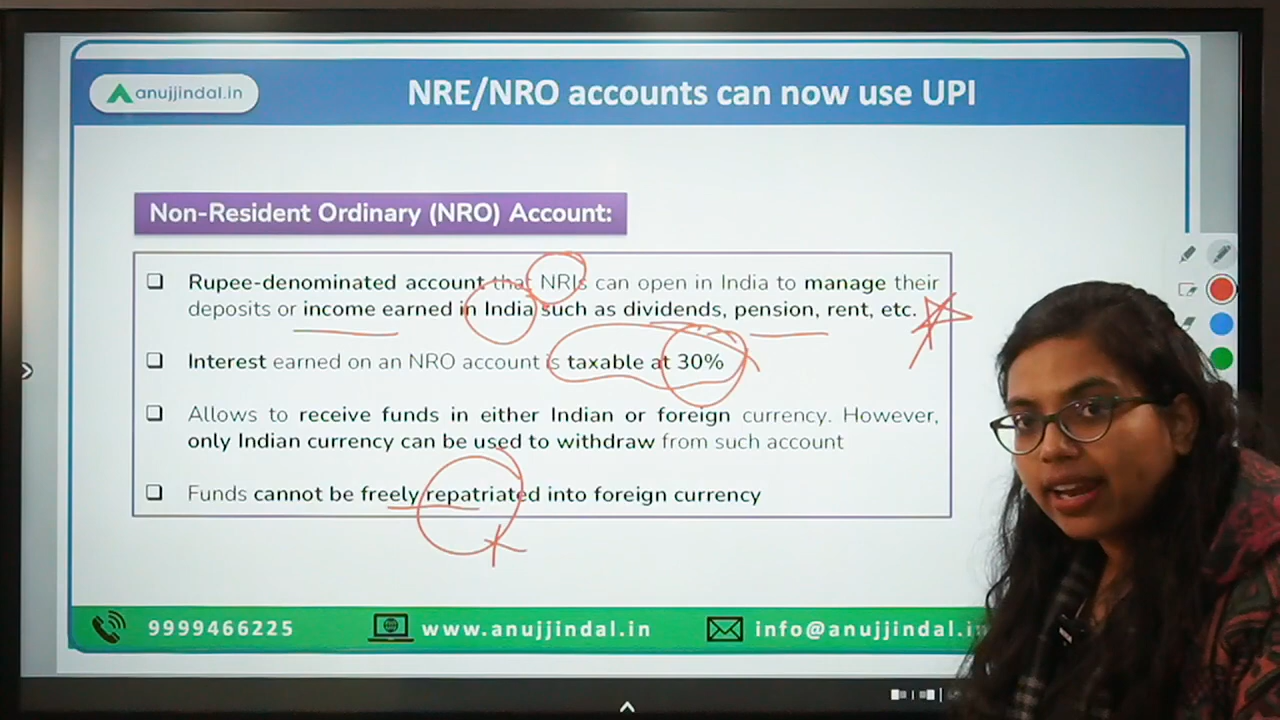 anujjindal.in
NRE/NRO accounts can now use UPI
Non-Resident Ordinary (NRO) Account:
Rupee-denominated account that NRIs can open in India to manage their
deposits or income earned in India such as dividends, pension, rent, etc.
Interest earned on an NRO account is taxable at 30%
Allows to receive funds in either Indian or foreign currency. However,
only Indian currency can be used to withdraw from such account
Funds cannot be freely repatriated into foreign currency
9999466225 www.anujjindal.in info@anujjindal.in